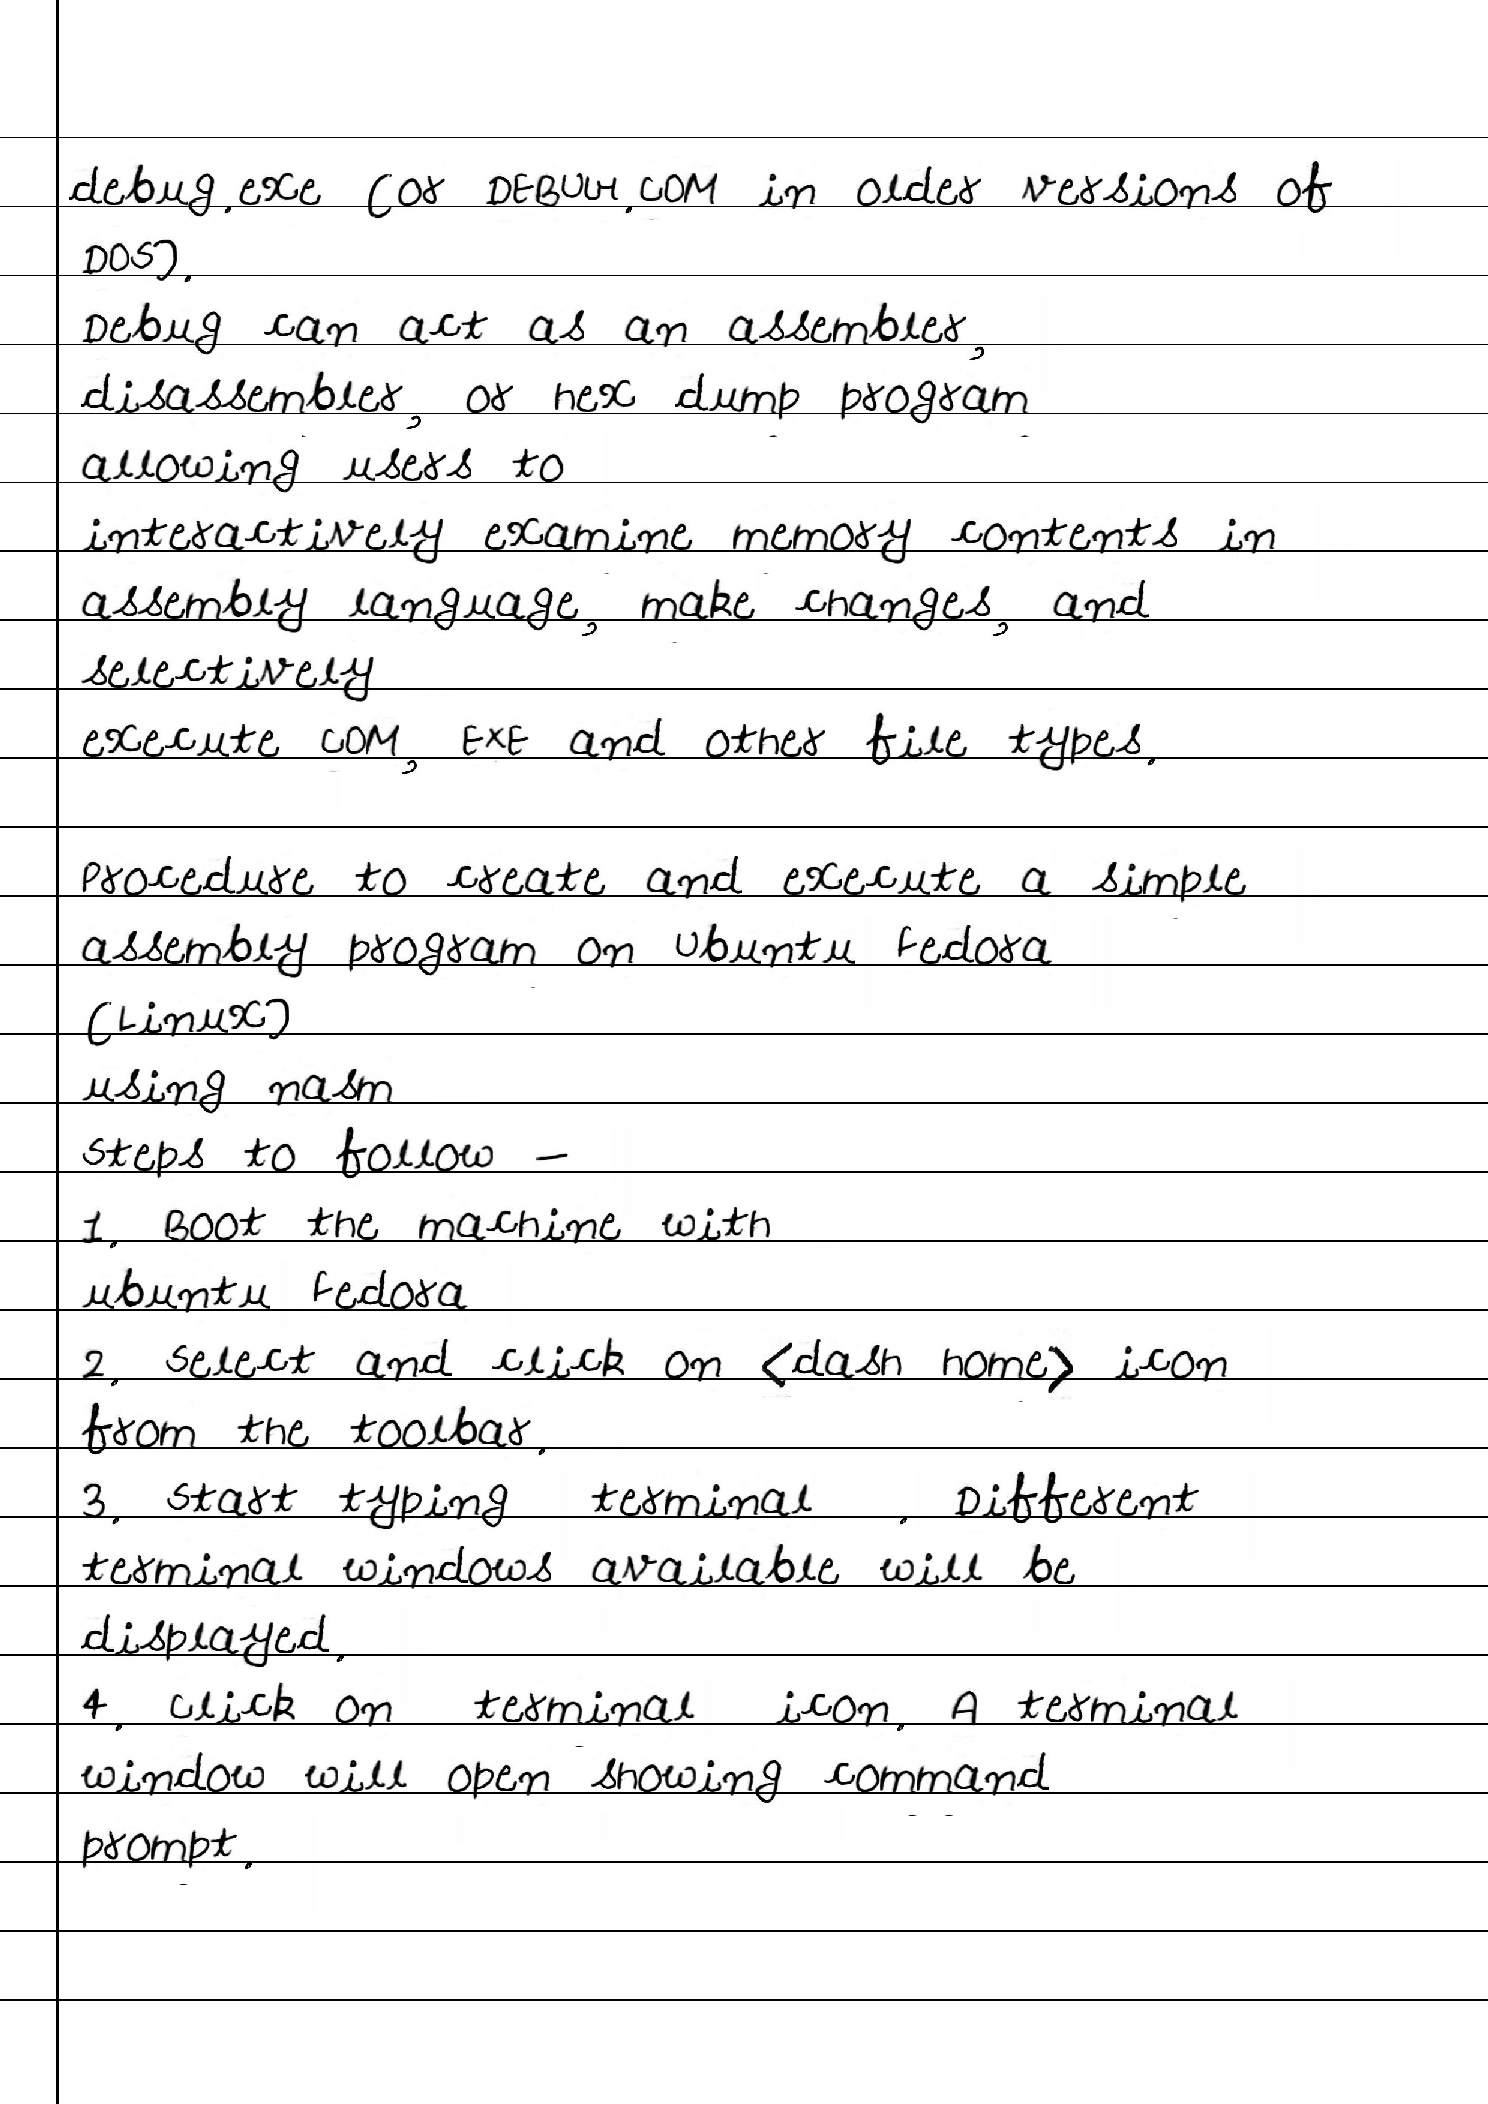 debug.exe (or DEBUG.COM in older versions of
DOS).
Debug can act as an assembler,
disassembler, or hex dump program
allowing users to
interactively examine memory contents in
assembly language, make changes, and
selectively
execute COM, EXE and other file types.
Procedure to create and execute a simple
assembly program on Ubuntu Fedora
(Linux)
using nasm
Steps to follow -
1. Boot the machine with
ubuntu Fedora
2. Select and click on <dash home> icon
from the toolbar.
3. Start typing terminal . Different
terminal windows available will be
displayed.
4. Click on terminal icon. A terminal
window will open showing command
prompt.